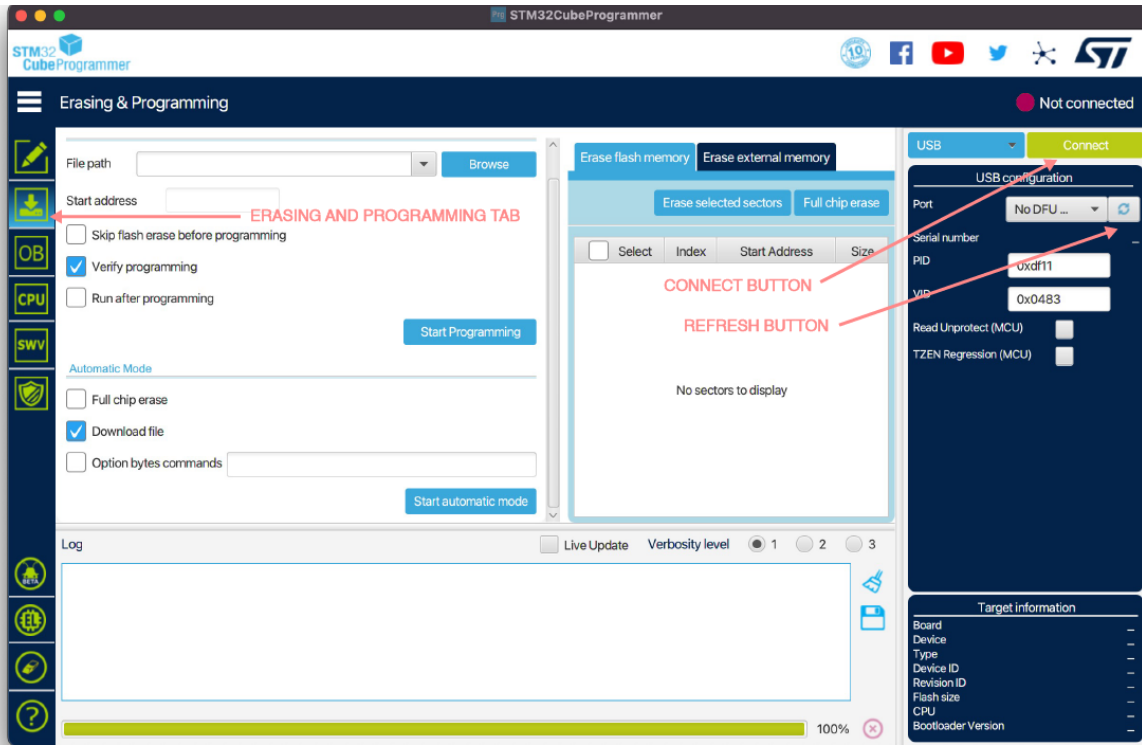 Pro STM32CubeProgrammer
STM32
CubeProgrammer
10
ST
Erasing & Programming
Not connected
File path
Browse
Start address
ERASING AND PROGRAMMING TAB
Skip flash erase before programming
Verify programming
Run after programming
Start Programming
Automatic Mode
Full chip erase
Download file
Option bytes commands
Start automatic mode
OB
CPU
SWV
Erase flash memory Erase external memory
Erase selected sectors Full chip erase
Select Index Start Address Size
CONNECT BUTTON
REFRESH BUTTON
No sectors to display
USB Connect
USB configuration
Port No DFU ...
Serial number _
PID 0xdf11
VID 0x0483
Read Unprotect (MCU)
TZEN Regression (MCU)
Log Live Update Verbosity level 1 2 3
BETA
100%
Target information
Board _
Device _
Type _
Device ID _
Revision ID _
Flash size _
CPU _
Bootloader Version _
?